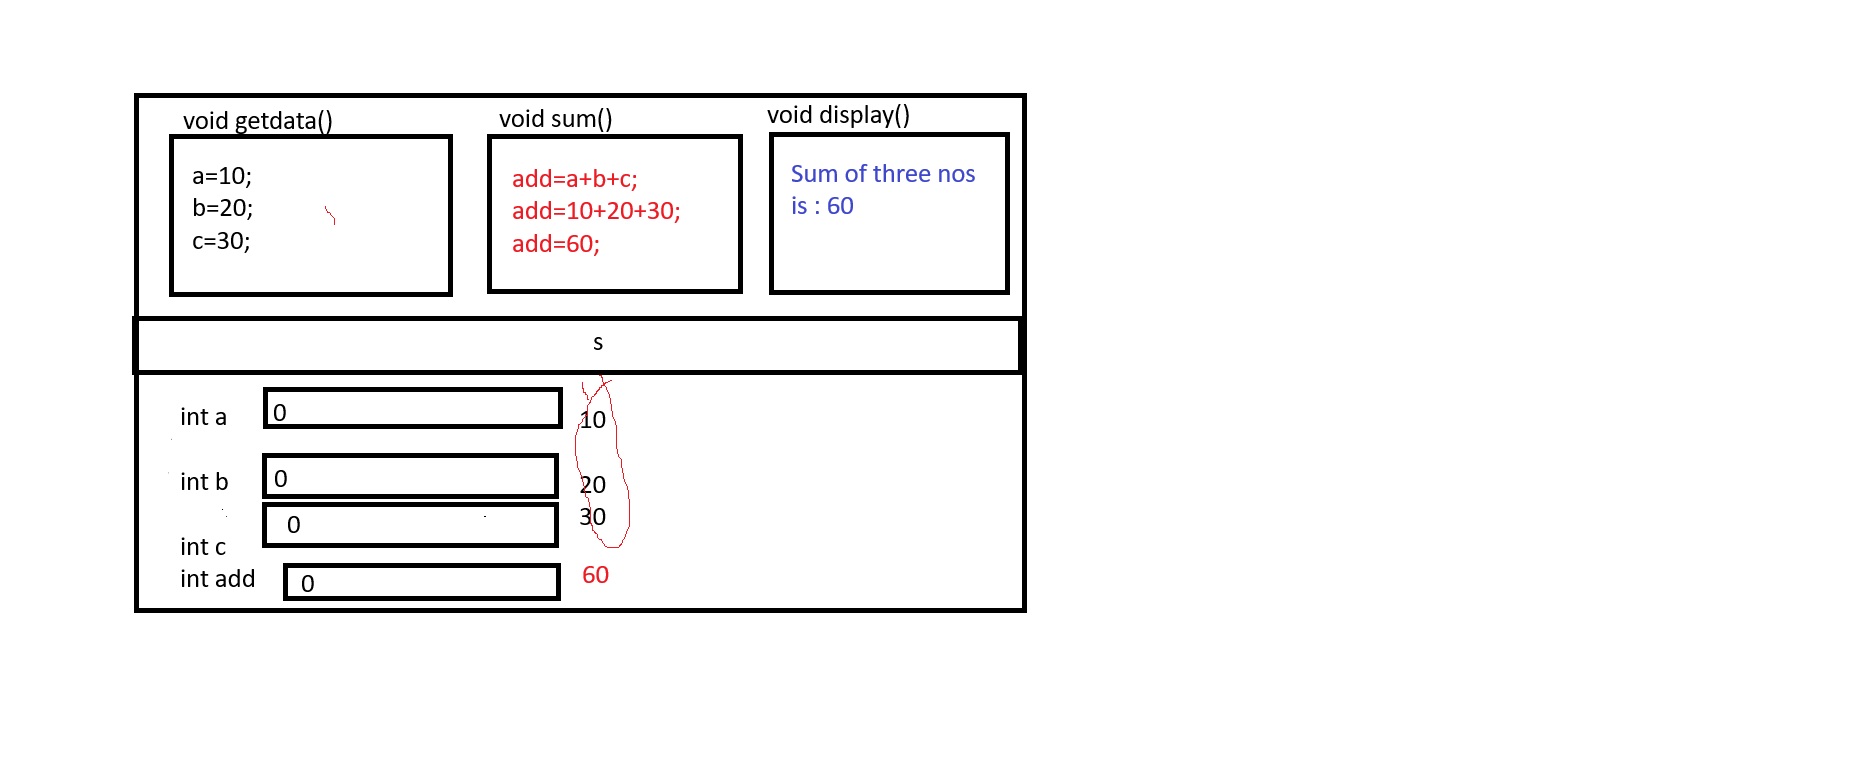 void getdata()
a=10;
b=20;
c=30;
void sum()
add=a+b+c;
add=10+20+30;
add=60;
void display()
Sum of three nos
is : 60
s
int a
0
10
int b
0
20
int c
0
30
int add
0
60